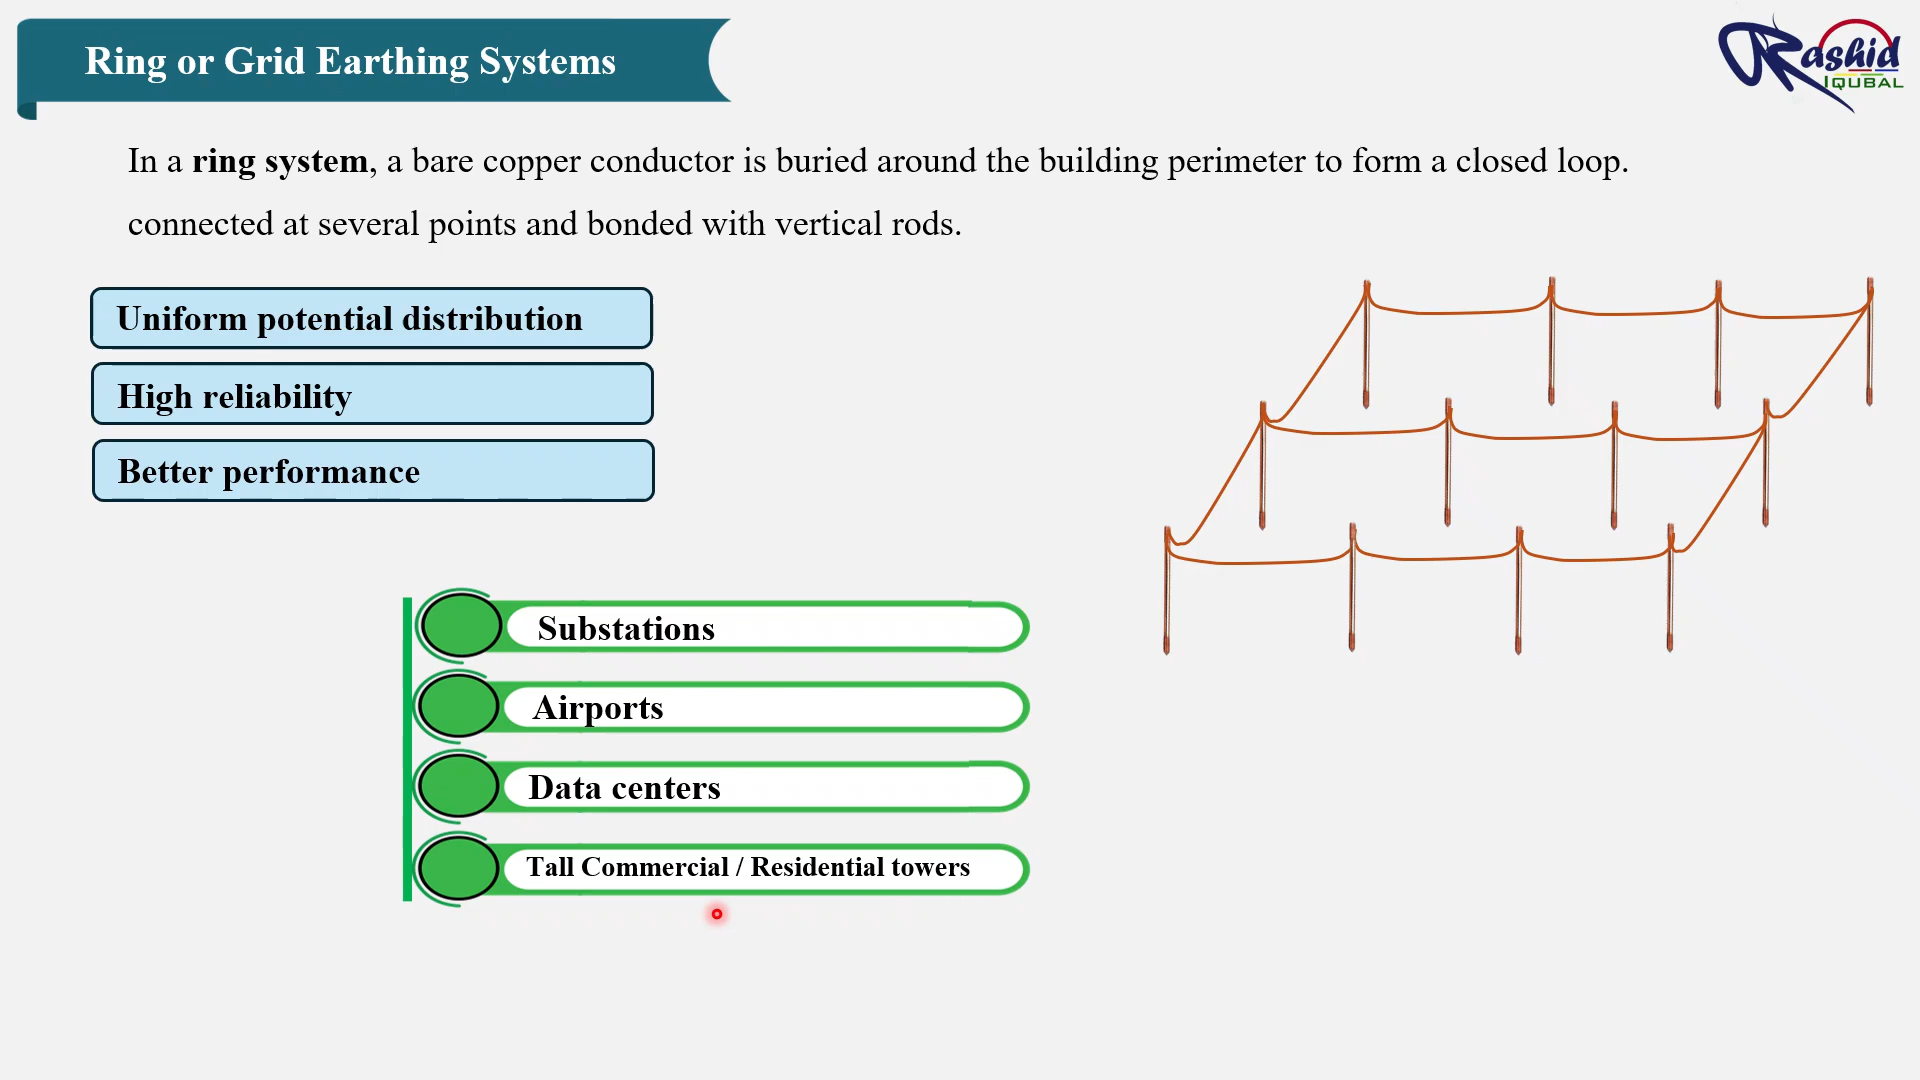 Ring or Grid Earthing Systems
Rashid
IQUBAL
In a ring system, a bare copper conductor is buried around the building perimeter to form a closed loop.
connected at several points and bonded with vertical rods.
Uniform potential distribution
High reliability
Better performance
Substations
Airports
Data centers
Tall Commercial / Residential towers